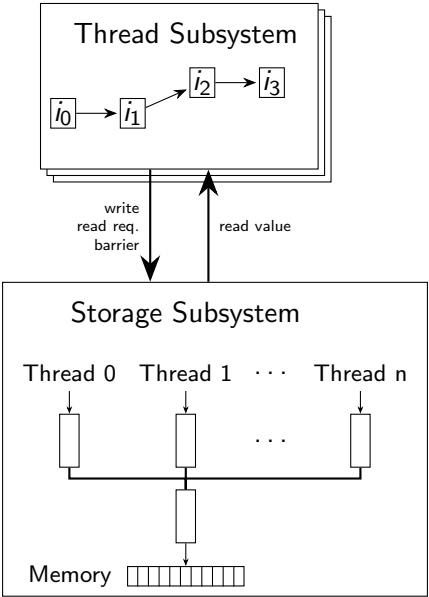 Thread Subsystem
i2 i3
i0 i1
write
read req.
barrier
read value
Storage Subsystem
Thread 0 Thread 1 · · · Thread n
· · ·
Memory